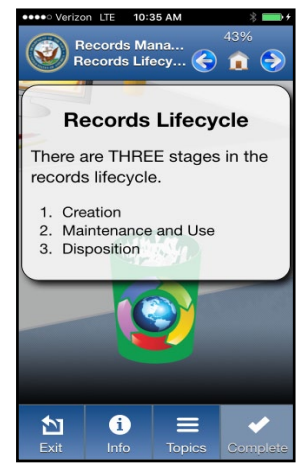 Verizon LTE 10:35 AM
Records Mana...
43%
Records Lifecy...
Records Lifecycle
There are THREE stages in the
records lifecycle.
1. Creation
2. Maintenance and Use
3. Disposition
Exit
Info
Topics
Complete